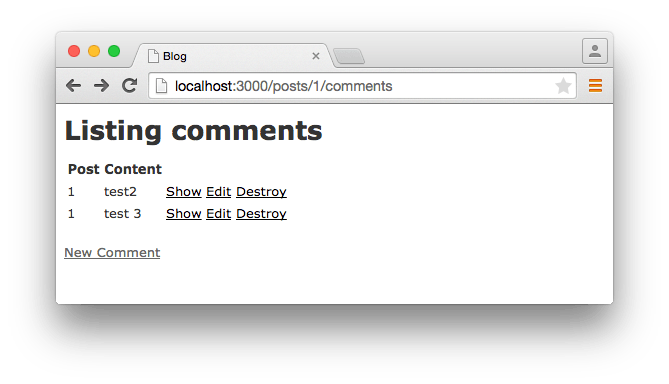 Blog
localhost:3000/posts/1/comments
Listing comments
Post Content
1 test2 Show Edit Destroy
1 test 3 Show Edit Destroy
New Comment